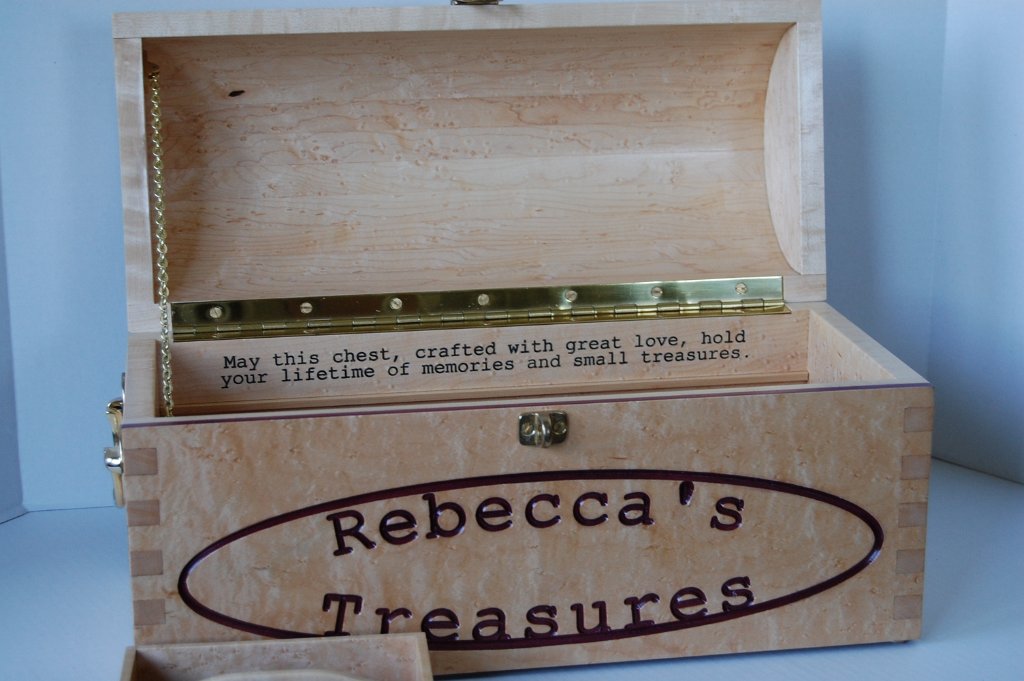 May this chest, crafted with great love, hold
your lifetime of memories and small treasures.
Rebecca's
Treasures